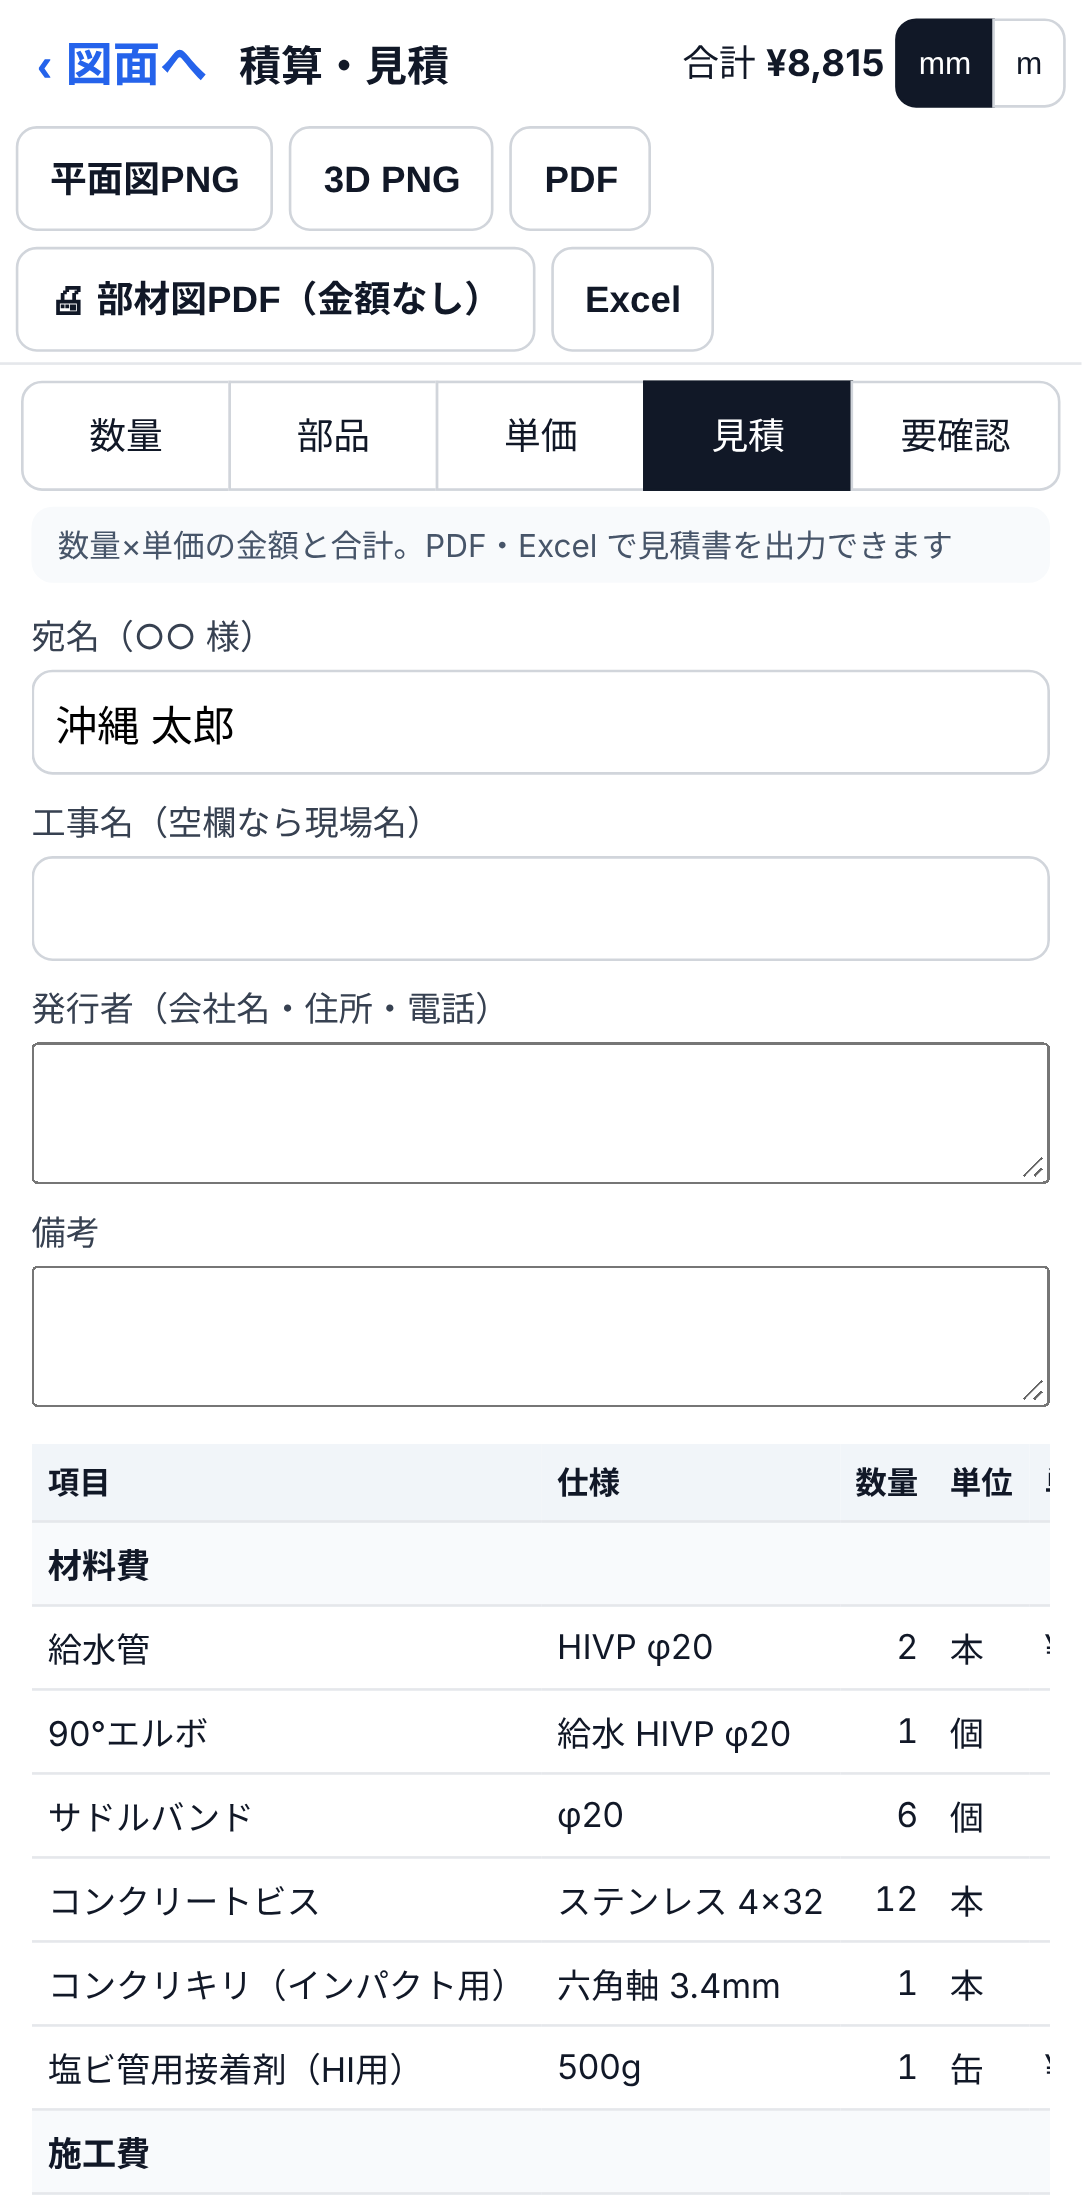 ‹ 図面へ 積算・見積 合計 ¥8,815 mm m
平面図PNG 3D PNG PDF
🖨 部材図PDF（金額なし） Excel
数量 部品 単価 見積 要確認
数量×単価の金額と合計。PDF・Excel で見積書を出力できます
宛名（○○ 様）
沖縄 太郎
工事名（空欄なら現場名）
発行者（会社名・住所・電話）
備考
項目 仕様 数量 単位
材料費
給水管 HIVP φ20 2 本
90°エルボ 給水 HIVP φ20 1 個
サドルバンド φ20 6 個
コンクリートビス ステンレス 4×32 12 本
コンクリキリ（インパクト用） 六角軸 3.4mm 1 本
塩ビ管用接着剤（HI用） 500g 1 缶
施工費